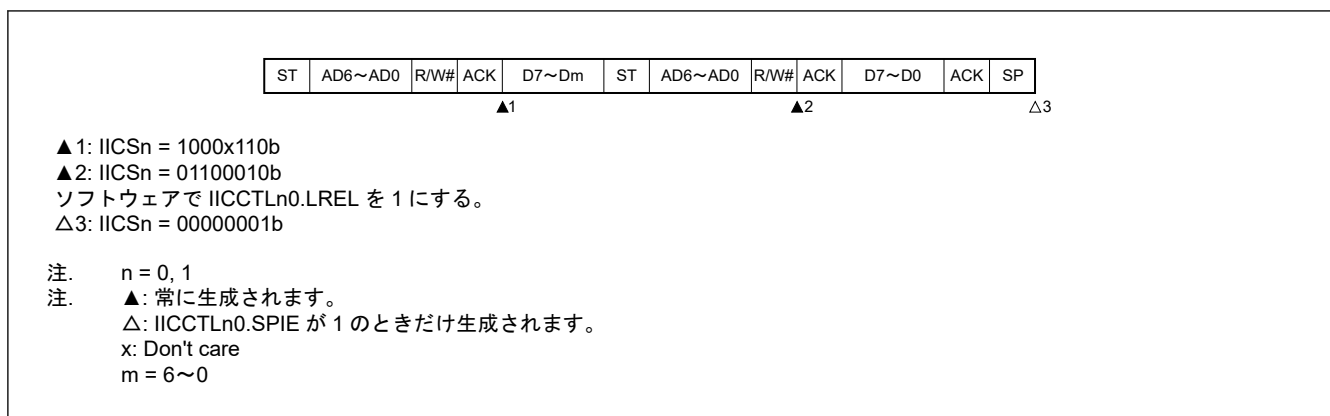 ST AD6～AD0 R/W# ACK D7～Dm ST AD6～AD0 R/W# ACK D7～D0 ACK SP
▲1 ▲2 △3
▲1: IICSn = 1000x110b
▲2: IICSn = 01100010b
ソフトウェアで IICCTLn0.LREL を 1 にする。
△3: IICSn = 00000001b
注. n = 0, 1
注. ▲: 常に生成されます。
△: IICCTLn0.SPIE が 1 のときだけ生成されます。
x: Don't care
m = 6～0